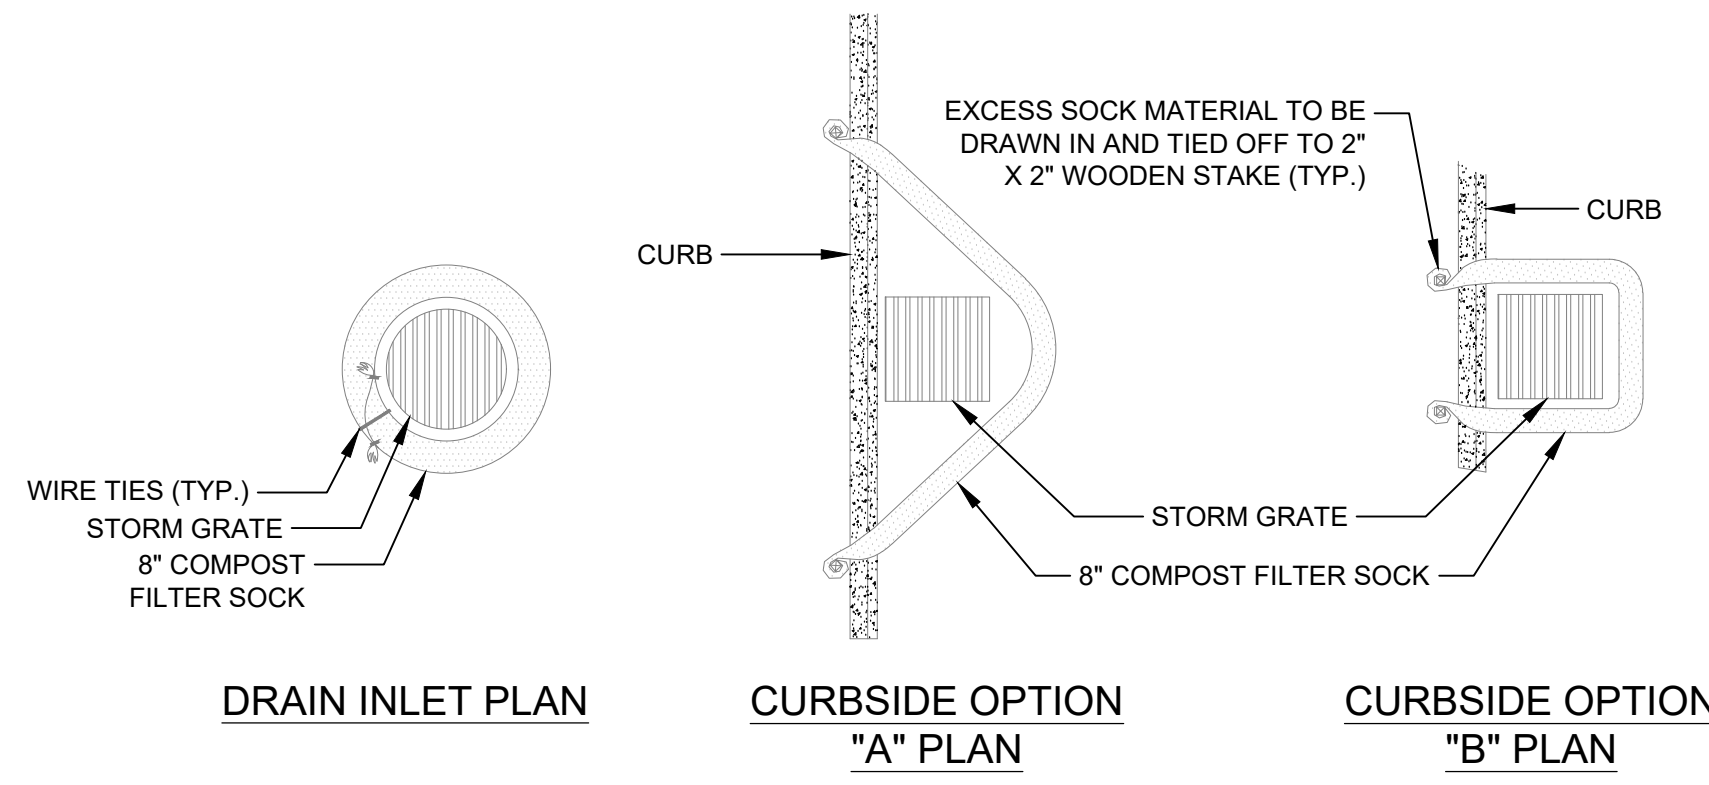 WIRE TIES (TYP.)
STORM GRATE
8" COMPOST
FILTER SOCK
DRAIN INLET PLAN
CURB
EXCESS SOCK MATERIAL TO BE
DRAWN IN AND TIED OFF TO 2"
X 2" WOODEN STAKE (TYP.)
CURB
STORM GRATE
8" COMPOST FILTER SOCK
CURBSIDE OPTION
"A" PLAN
CURBSIDE OPTION
"B" PLAN